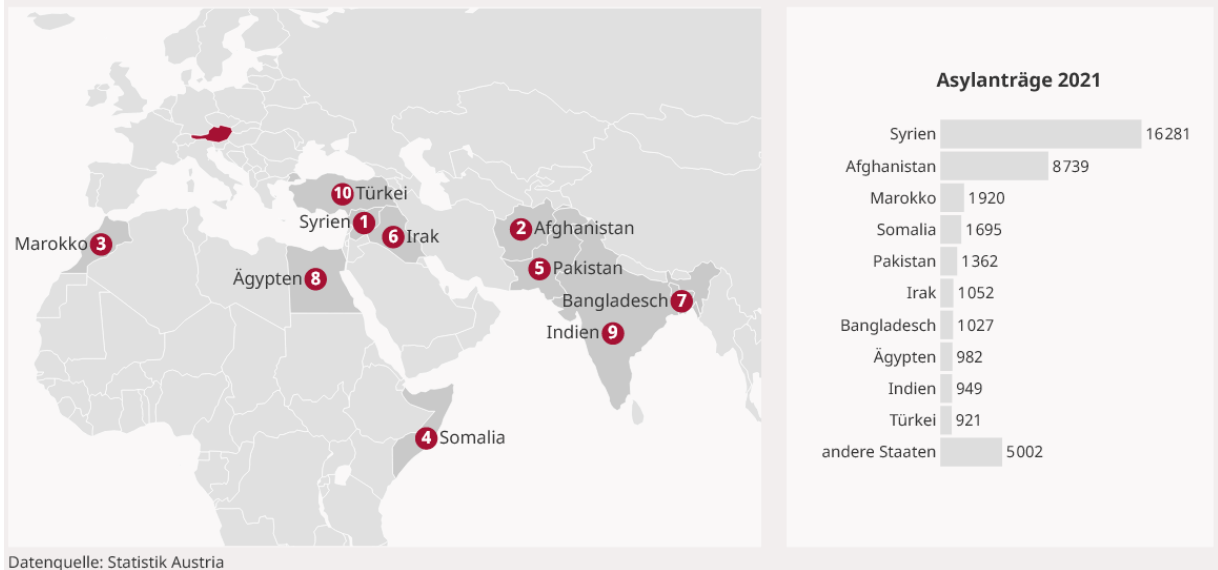 10 Türkei
Syrien 1
6 Irak
2 Afghanistan
Marokko 3
5 Pakistan
Ägypten 8
Bangladesch 7
Indien 9
4 Somalia
Asylanträge 2021
Syrien 16281
Afghanistan 8739
Marokko 1920
Somalia 1695
Pakistan 1362
Irak 1052
Bangladesch 1027
Ägypten 982
Indien 949
Türkei 921
andere Staaten 5002
Datenquelle: Statistik Austria